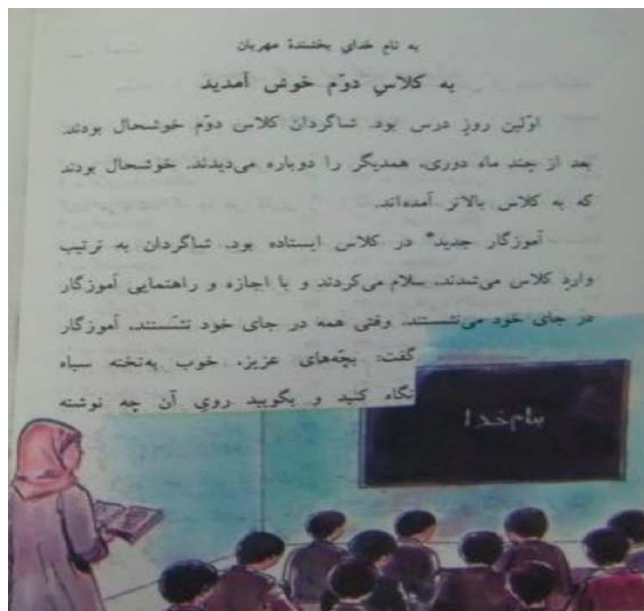 به نام خدای بخشندهٔ مهربان
به کلاسِ دوّم خوش آمدید
اوّلین روزِ درس بود. شاگردان کلاس دوّم خوشحال بودند.
بعد از چند ماه دوری، همدیگر را دوباره می‌دیدند. خوشحال بودند
که به کلاس بالاتر آمده‌اند.
آموزگار جدید* در کلاس ایستاده بود. شاگردان به ترتیب
واردِ کلاس می‌شدند. سلام می‌کردند و با اجازه و راهنمایی آموزگار
در جای خود می‌نشستند. وقتی همه در جای خود نشستند، آموزگار
گفت: بچّه‌های عزیز، خوب به‌تخته سیاه
نگاه کنید و بگویید رویِ آن چه نوشته
بنام خدا